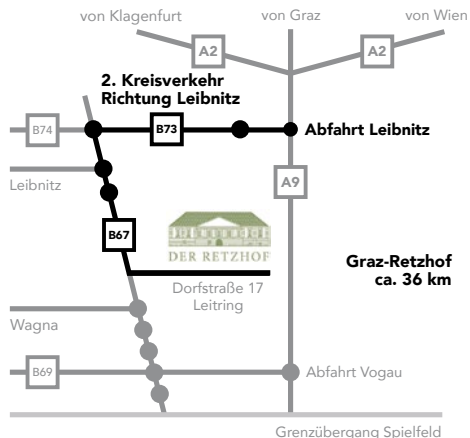 von Klagenfurt
von Graz
von Wien
A2
A2
2. Kreisverkehr
Richtung Leibnitz
B74
B73
Abfahrt Leibnitz
Leibnitz
A9
B67
DER RETZHOF
Graz-Retzhof
ca. 36 km
Dorfstraße 17
Leitring
Wagna
B69
Abfahrt Vogau
Grenzübergang Spielfeld